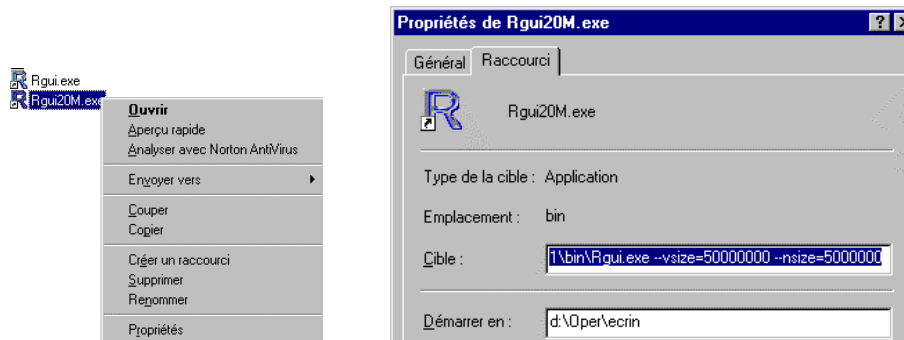 Rgui.exe
Rgui20M.exe
Ouvrir
Aperçu rapide
Analyser avec Norton AntiVirus
Envoyer vers
Couper
Copier
Créer un raccourci
Supprimer
Renommer
Propriétés
Propriétés de Rgui20M.exe
Général Raccourci
Rgui20M.exe
Type de la cible : Application
Emplacement : bin
Cible : 1\bin\Rgui.exe --vsize=50000000 --nsize=5000000
Démarrer en : d:\Oper\ecrin